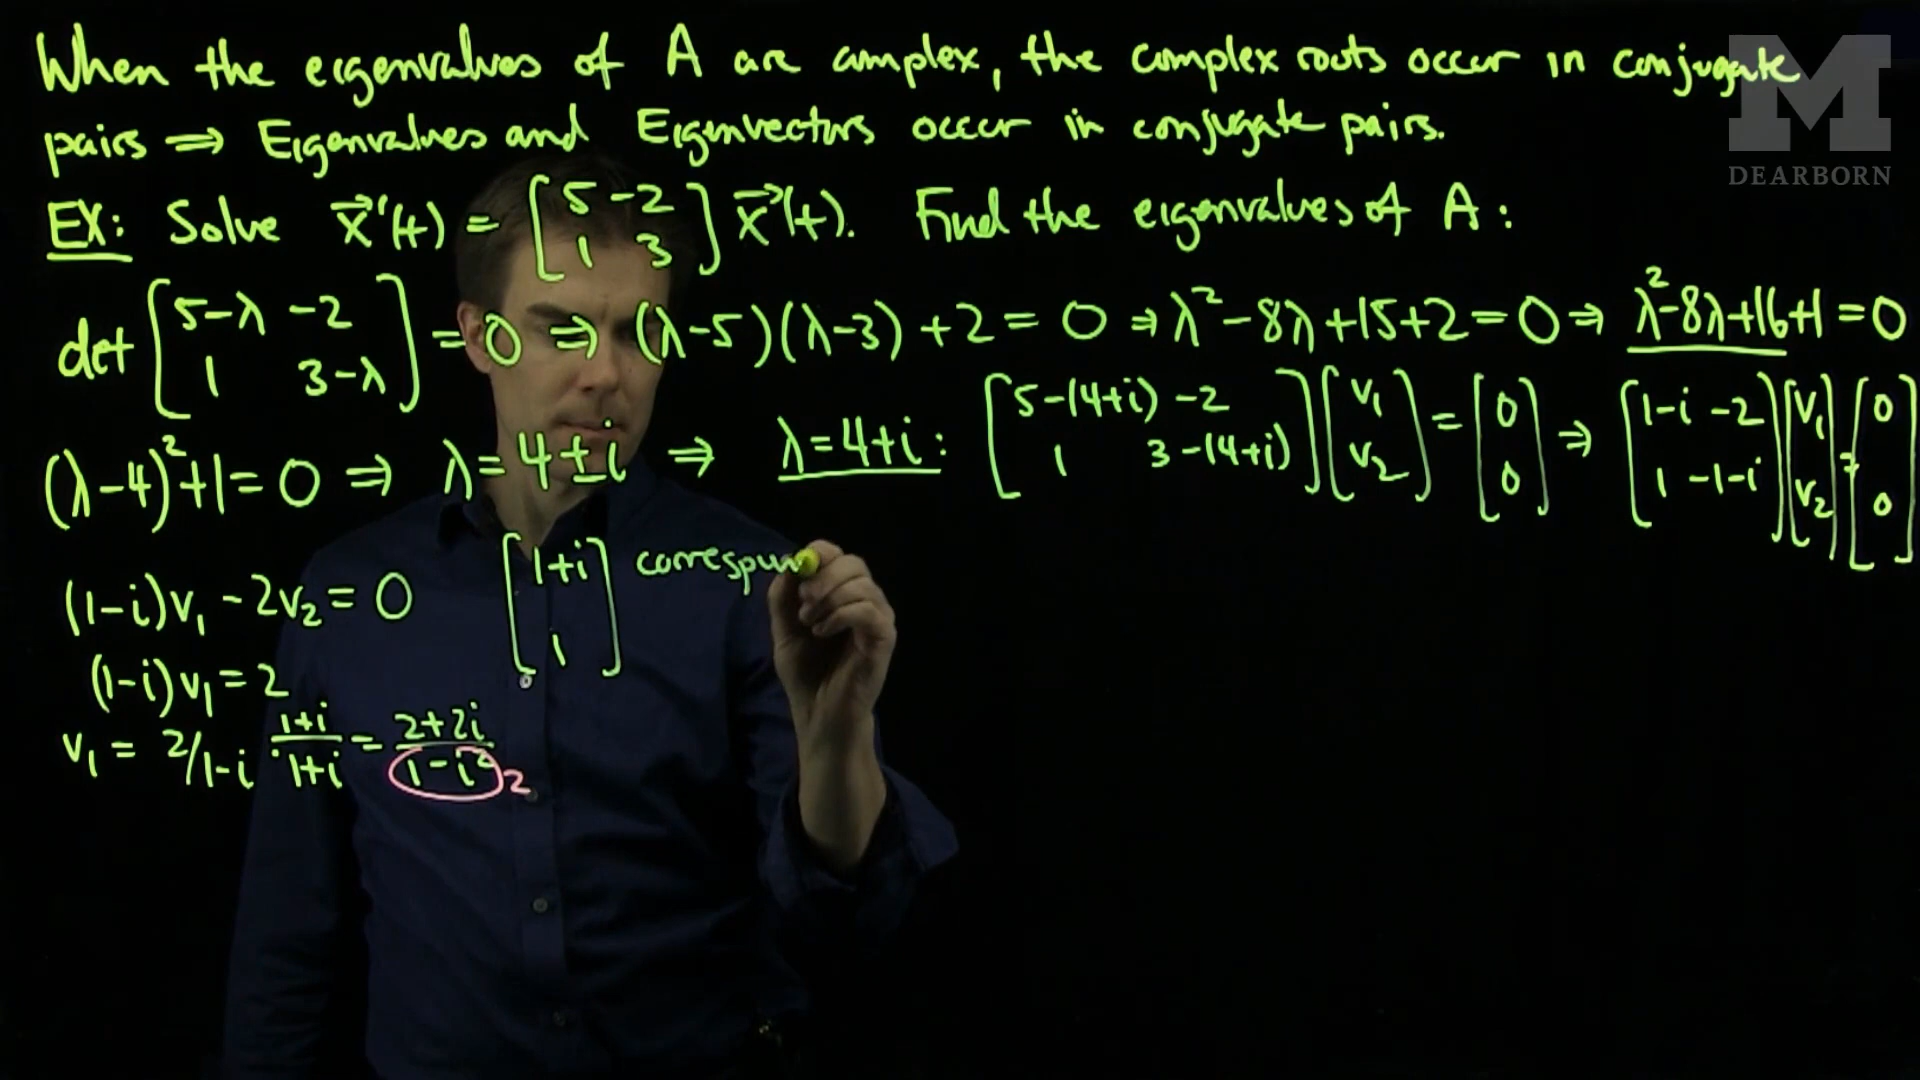 When the eigenvalues of A are complex, the complex roots occur in conjugate
pairs ⇒ Eigenvalues and Eigenvectors occur in conjugate pairs.
EX: Solve x⃗'(t) = [5 -2; 1 3] x⃗(t). Find the eigenvalues of A:
det [5-λ -2; 1 3-λ] = 0 ⇒ (λ-5)(λ-3) + 2 = 0 ⇒ λ² - 8λ + 15 + 2 = 0 ⇒ λ² - 8λ + 16 + 1 = 0
(λ-4)² + 1 = 0 ⇒ λ = 4 ± i ⇒ λ = 4 + i: [5-(4+i) -2; 1 3-(4+i)] [v₁; v₂] = [0; 0] ⇒ [1-i -2; 1 -1-i] [v₁; v₂] = [0; 0]
(1-i)v₁ - 2v₂ = 0
(1-i)v₁ = 2
v₁ = 2/1-i 1+i/1+i = 2+2i/1-i² 2
[1+i; 1]
M
DEARBORN